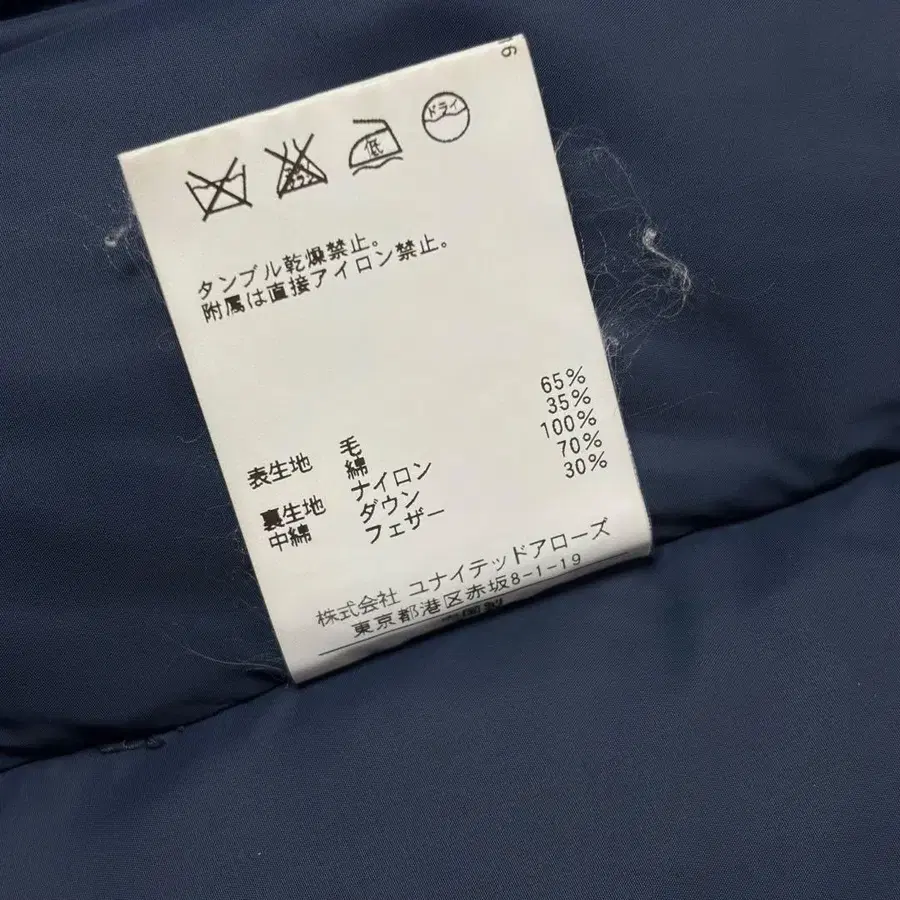 低 ドライ
タンブル乾燥禁止。
附属は直接アイロン禁止。
表生地 毛 65%
綿 35%
裏生地 ナイロン 100%
中綿 ダウン 70%
フェザー 30%
株式会社 ユナイテッドアローズ
東京都港区赤坂8-1-19